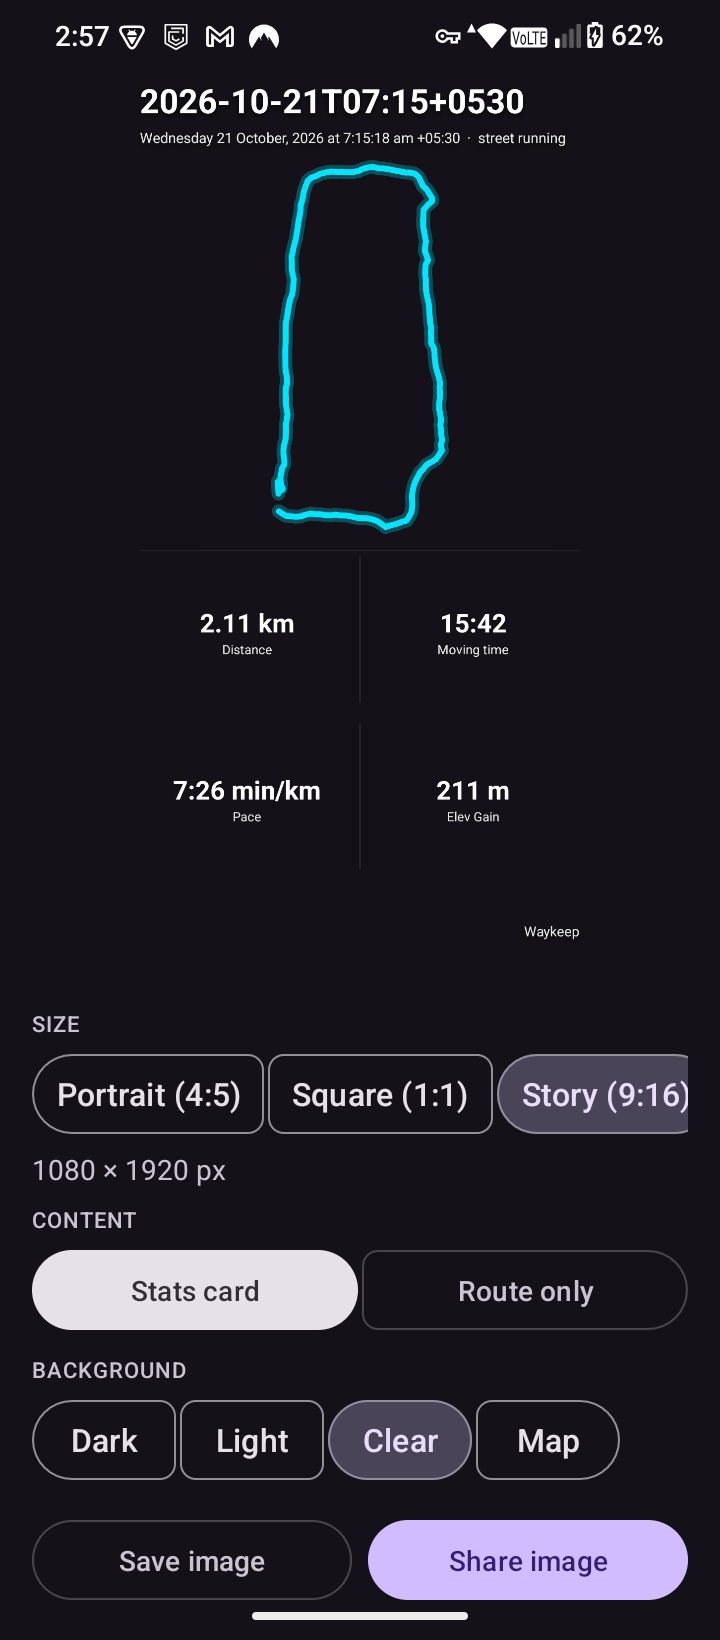 2:57
VoLTE
62%
2026-10-21T07:15+0530
Wednesday 21 October, 2026 at 7:15:18 am +05:30 · street running
2.11 km
Distance
15:42
Moving time
7:26 min/km
Pace
211 m
Elev Gain
Waykeep
SIZE
Portrait (4:5)
Square (1:1)
Story (9:16)
1080 × 1920 px
CONTENT
Stats card
Route only
BACKGROUND
Dark
Light
Clear
Map
Save image
Share image